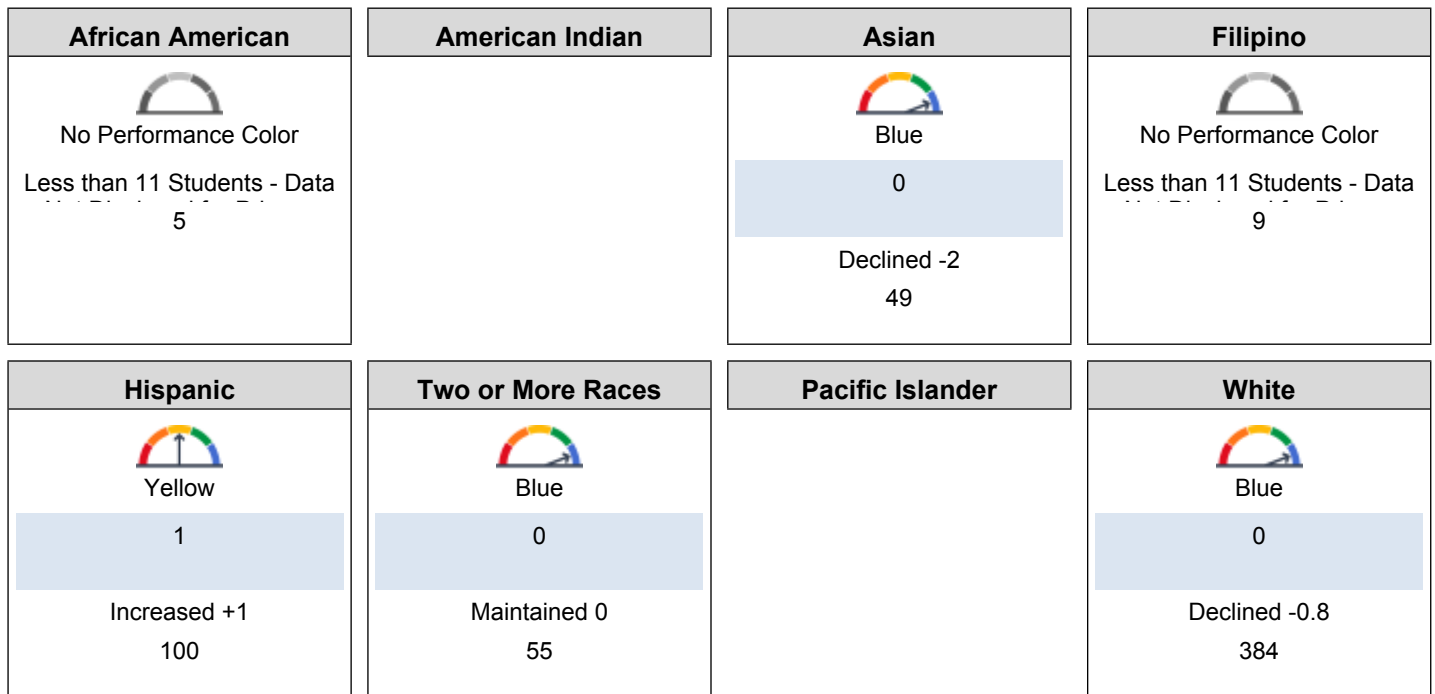 African American
No Performance Color
Less than 11 Students - Data
5
American Indian
Asian
Blue
0
Declined -2
49
Filipino
No Performance Color
Less than 11 Students - Data
9
Hispanic
Yellow
1
Increased +1
100
Two or More Races
Blue
0
Maintained 0
55
Pacific Islander
White
Blue
0
Declined -0.8
384